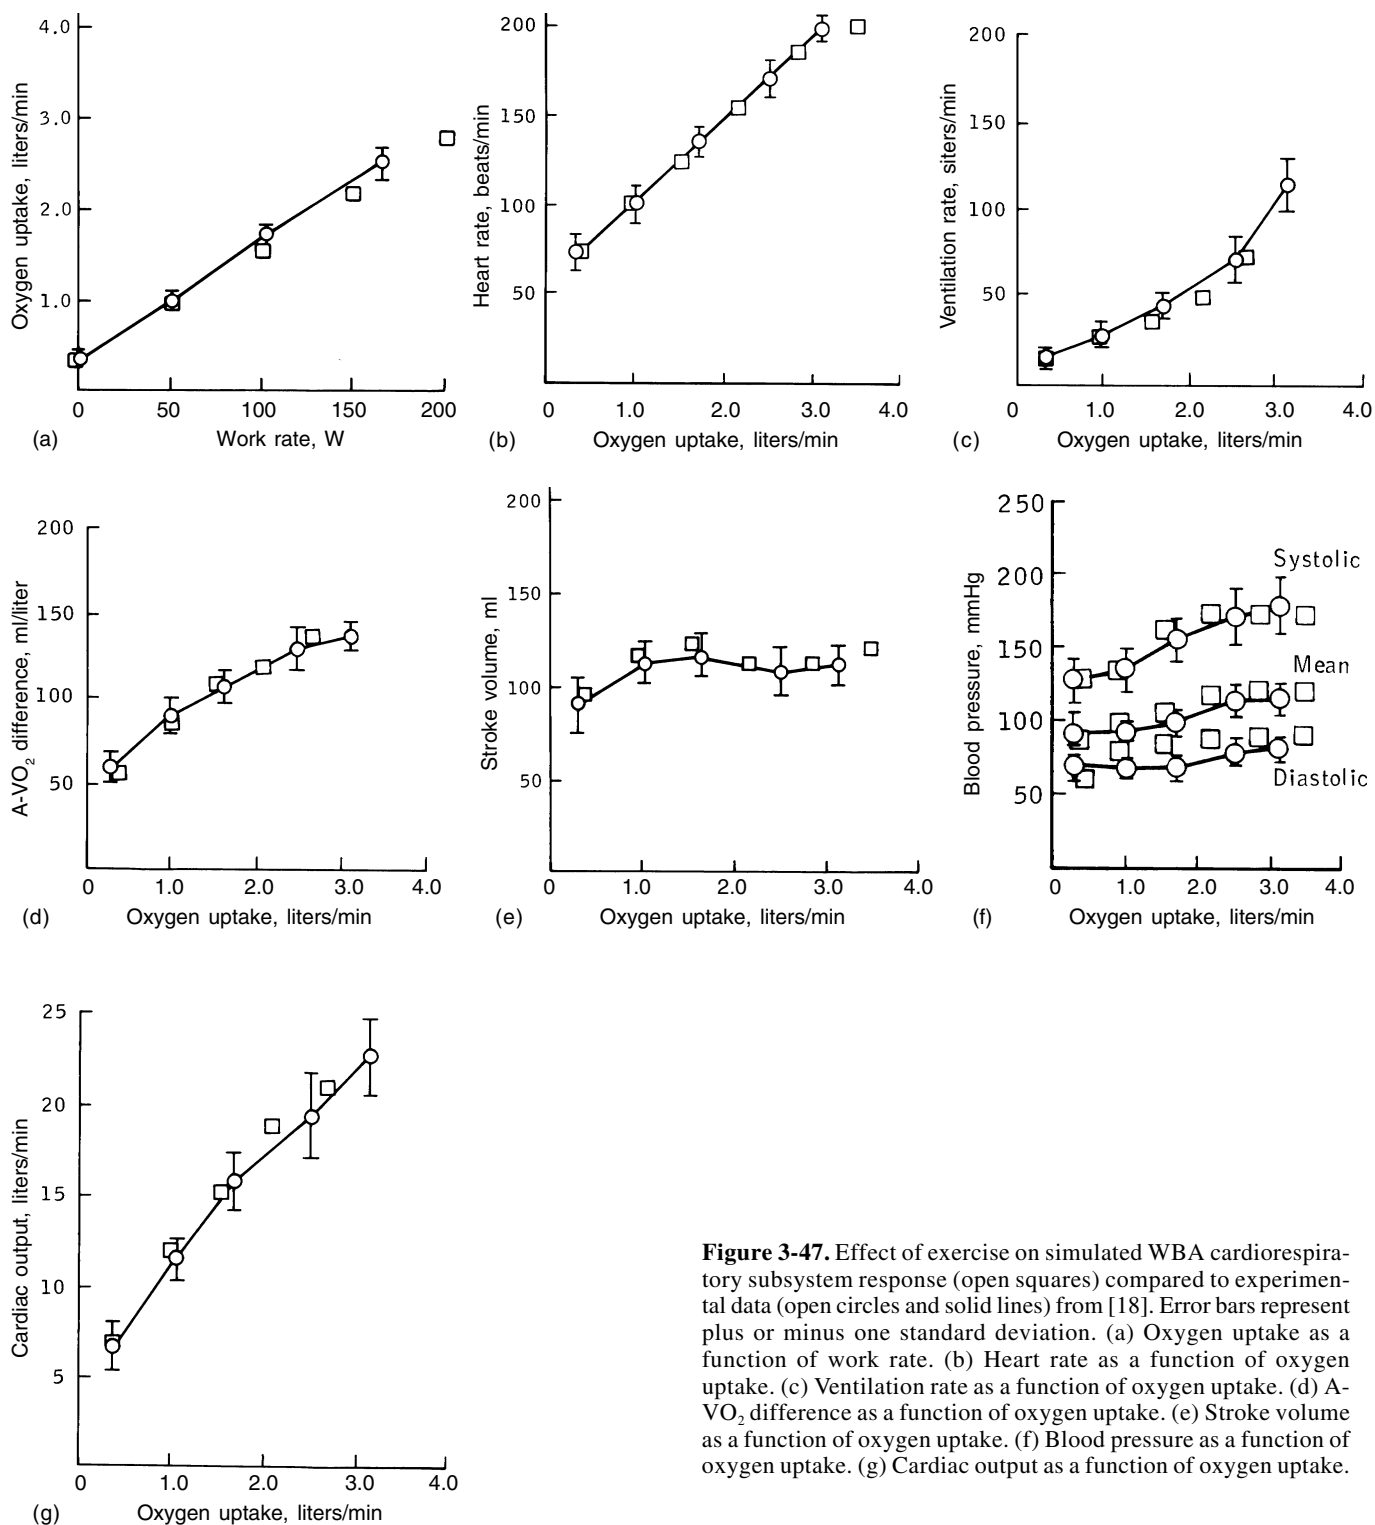 4.0
3.0
2.0
1.0
Oxygen uptake, liters/min
0 50 100 150 200
(a) Work rate, W
200
150
100
50
Heart rate, beats/min
0 1.0 2.0 3.0 4.0
(b) Oxygen uptake, liters/min
200
150
100
50
Ventilation rate, siters/min
0 1.0 2.0 3.0 4.0
(c) Oxygen uptake, liters/min
200
150
100
50
A-VO₂ difference, ml/liter
0 1.0 2.0 3.0 4.0
(d) Oxygen uptake, liters/min
200
150
100
50
Stroke volume, ml
0 1.0 2.0 3.0 4.0
(e) Oxygen uptake, liters/min
250
200
150
100
50
Blood pressure, mmHg
Systolic
Mean
Diastolic
0 1.0 2.0 3.0 4.0
(f) Oxygen uptake, liters/min
25
20
15
10
5
Cardiac output, liters/min
0 1.0 2.0 3.0 4.0
(g) Oxygen uptake, liters/min
Figure 3-47. Effect of exercise on simulated WBA cardiorespira-
tory subsystem response (open squares) compared to experimen-
tal data (open circles and solid lines) from [18]. Error bars represent
plus or minus one standard deviation. (a) Oxygen uptake as a
function of work rate. (b) Heart rate as a function of oxygen
uptake. (c) Ventilation rate as a function of oxygen uptake. (d) A-
VO₂ difference as a function of oxygen uptake. (e) Stroke volume
as a function of oxygen uptake. (f) Blood pressure as a function of
oxygen uptake. (g) Cardiac output as a function of oxygen uptake.